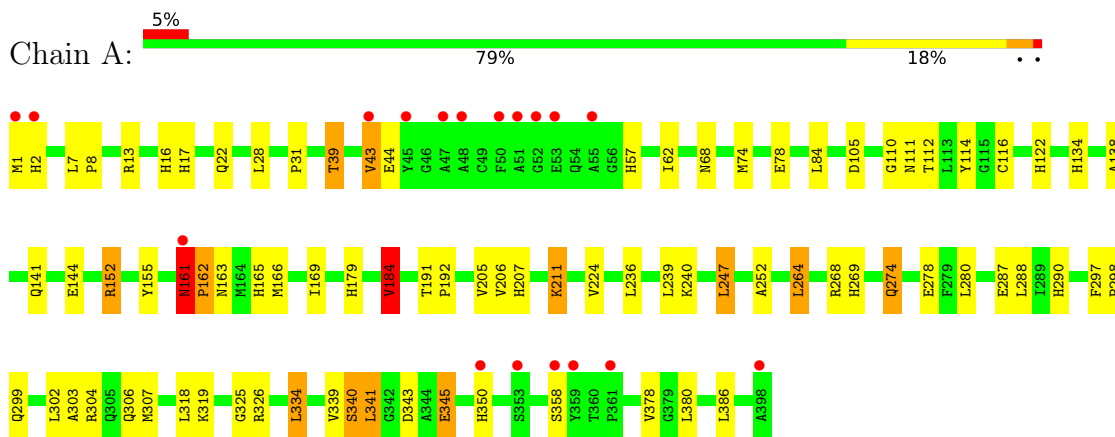 5%
Chain A:
79% 18% . .
M1 H2 L7 P8 R13 H16 H17 Q22 L28 P31 T39 V43 E44 Y45 G46 A47 A48 C49 F50 A51 G52 E53 Q54 A55 G56 H57 I62 N68 M74 E78 L84 D105 G110 N111 T112 L113 Y114 G115 C116 H122 H134 A138
Q141 E144 R152 Y155 N161 P162 N163 M164 H165 M166 I169 H179 V184 T191 P192 V205 V206 H207 K211 V224 L236 L239 K240 L247 A252 L264 R268 H269 Q274 E278 F279 L280 E287 L288 I289 H290 F297
Q299 L302 A303 R304 Q305 Q306 M307 L318 K319 G325 R326 L334 V339 S340 L341 G342 D343 A344 E345 H350 S353 S358 Y359 T360 P361 V378 G379 L380 L386 A398